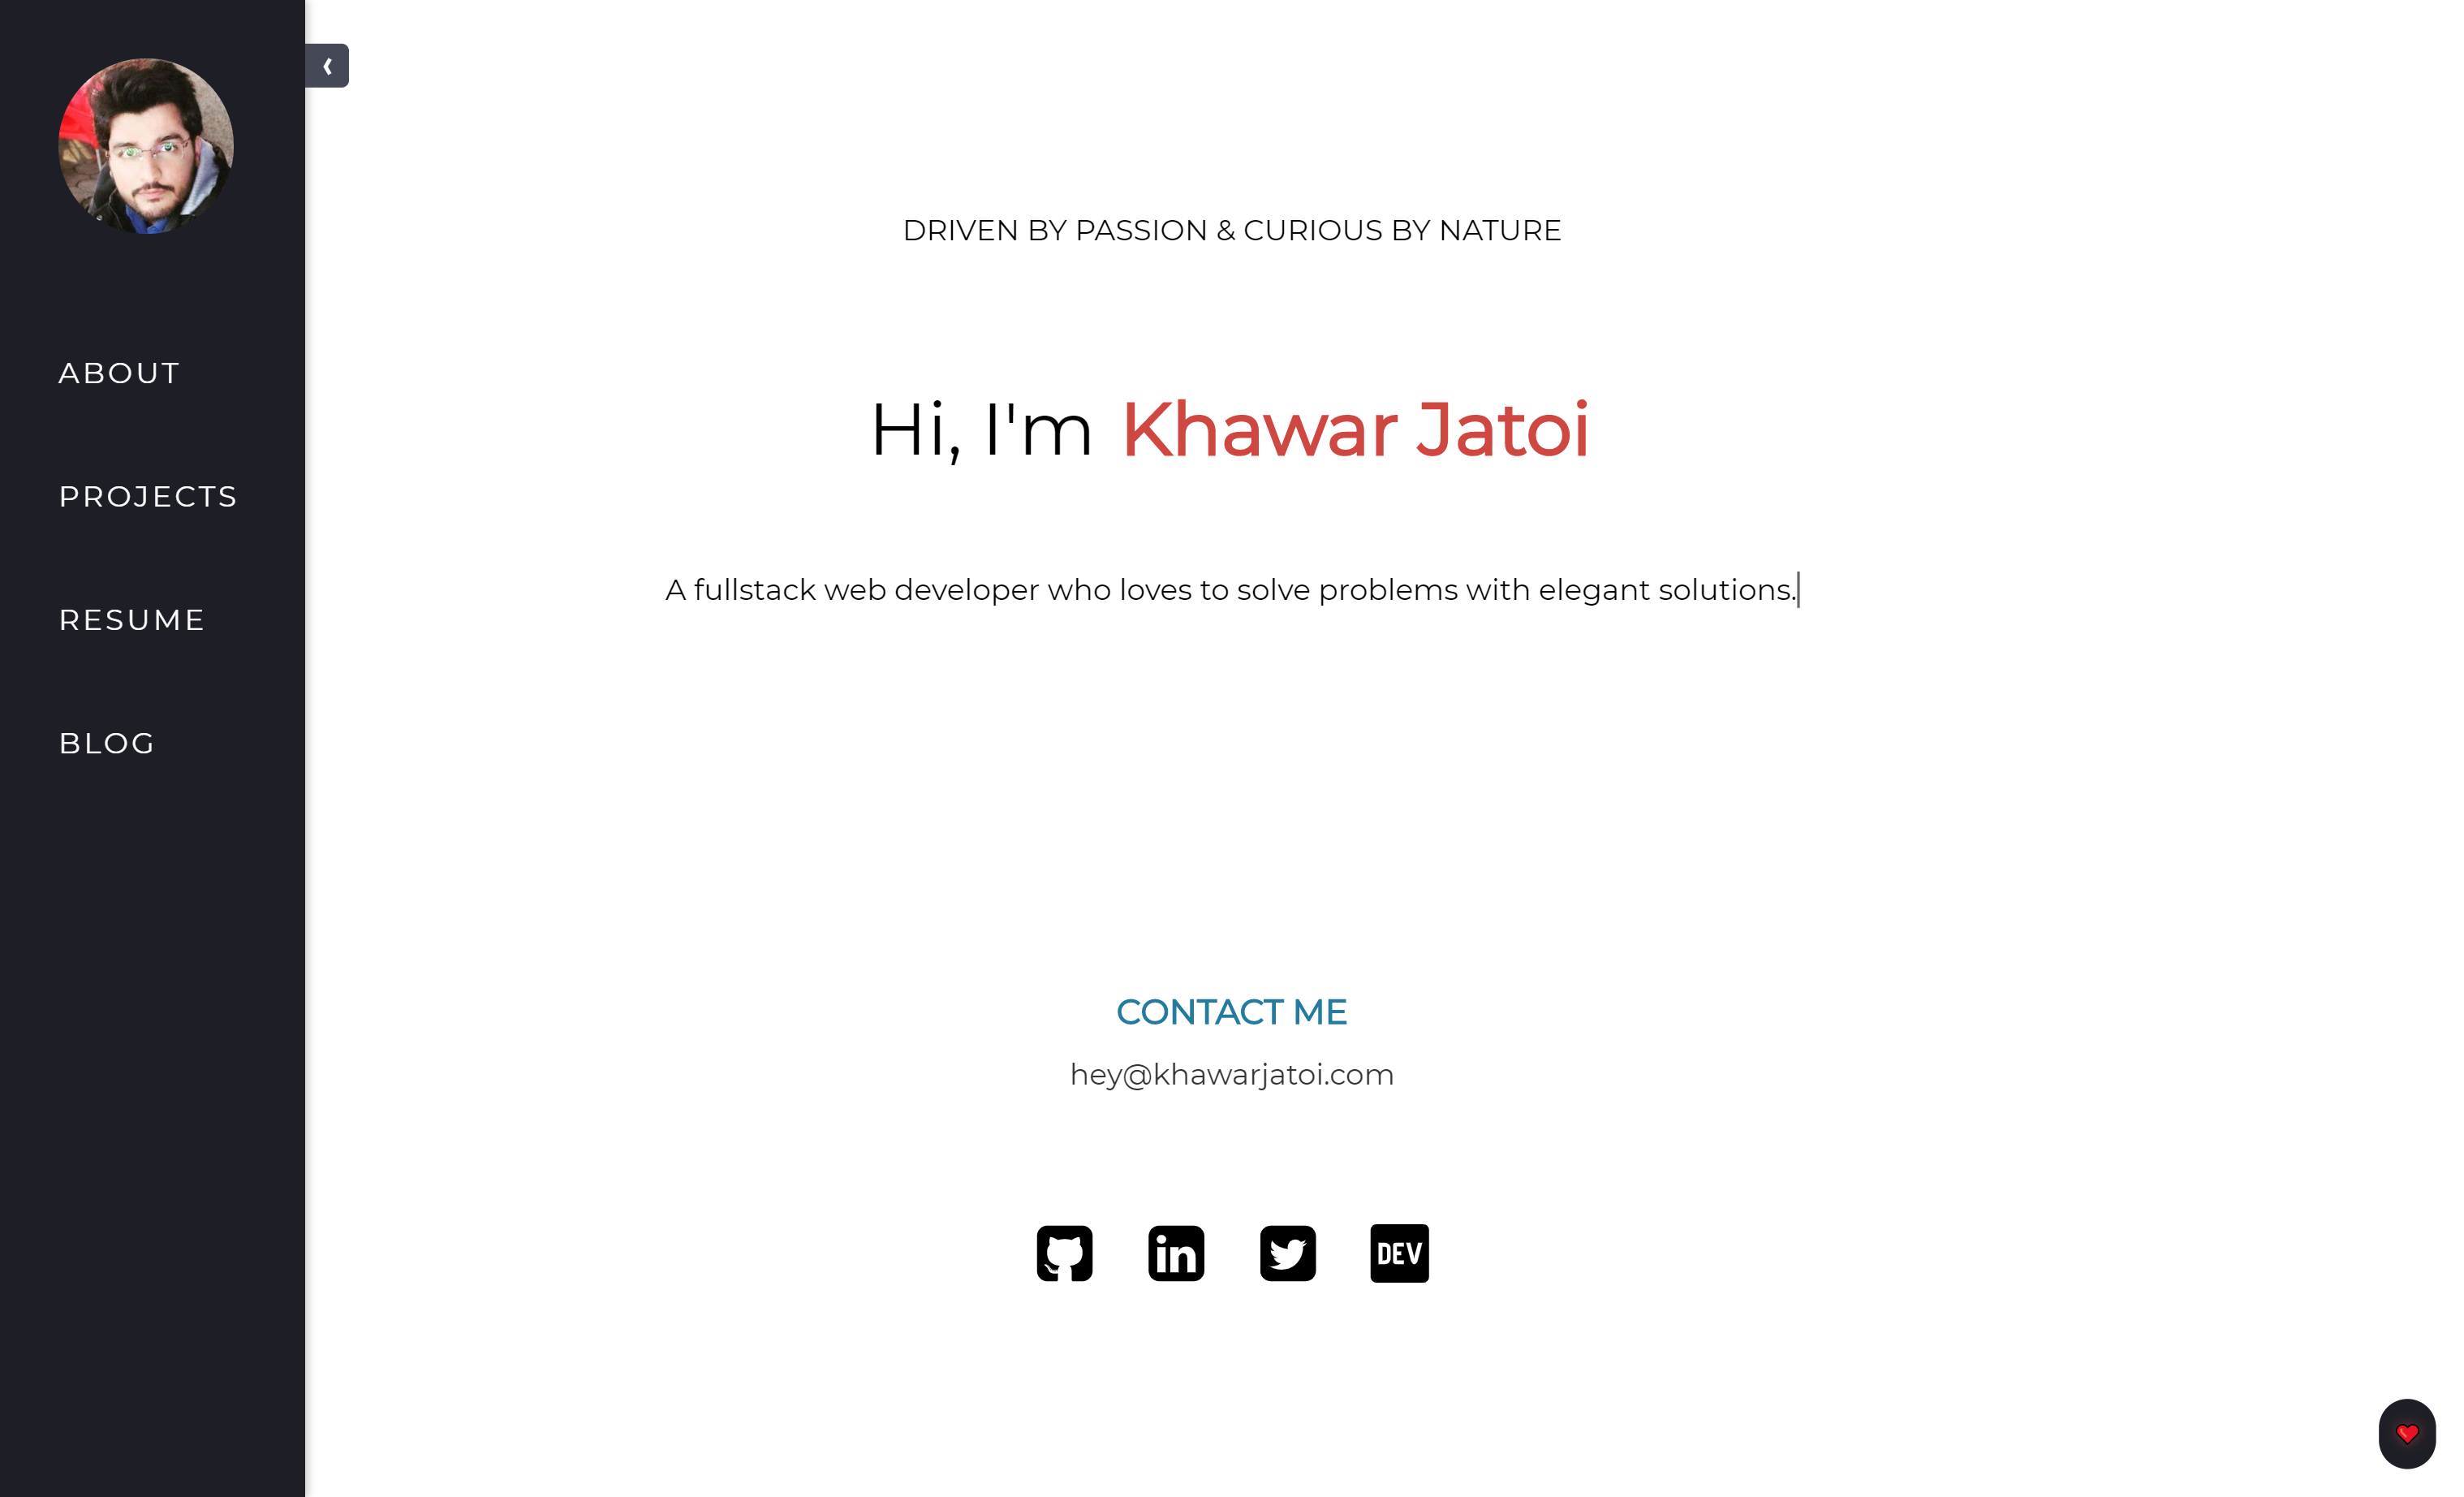 ABOUT
PROJECTS
RESUME
BLOG
DRIVEN BY PASSION & CURIOUS BY NATURE
Hi, I'm Khawar Jatoi
A fullstack web developer who loves to solve problems with elegant solutions.
CONTACT ME
hey@khawarjatoi.com
in
DEV